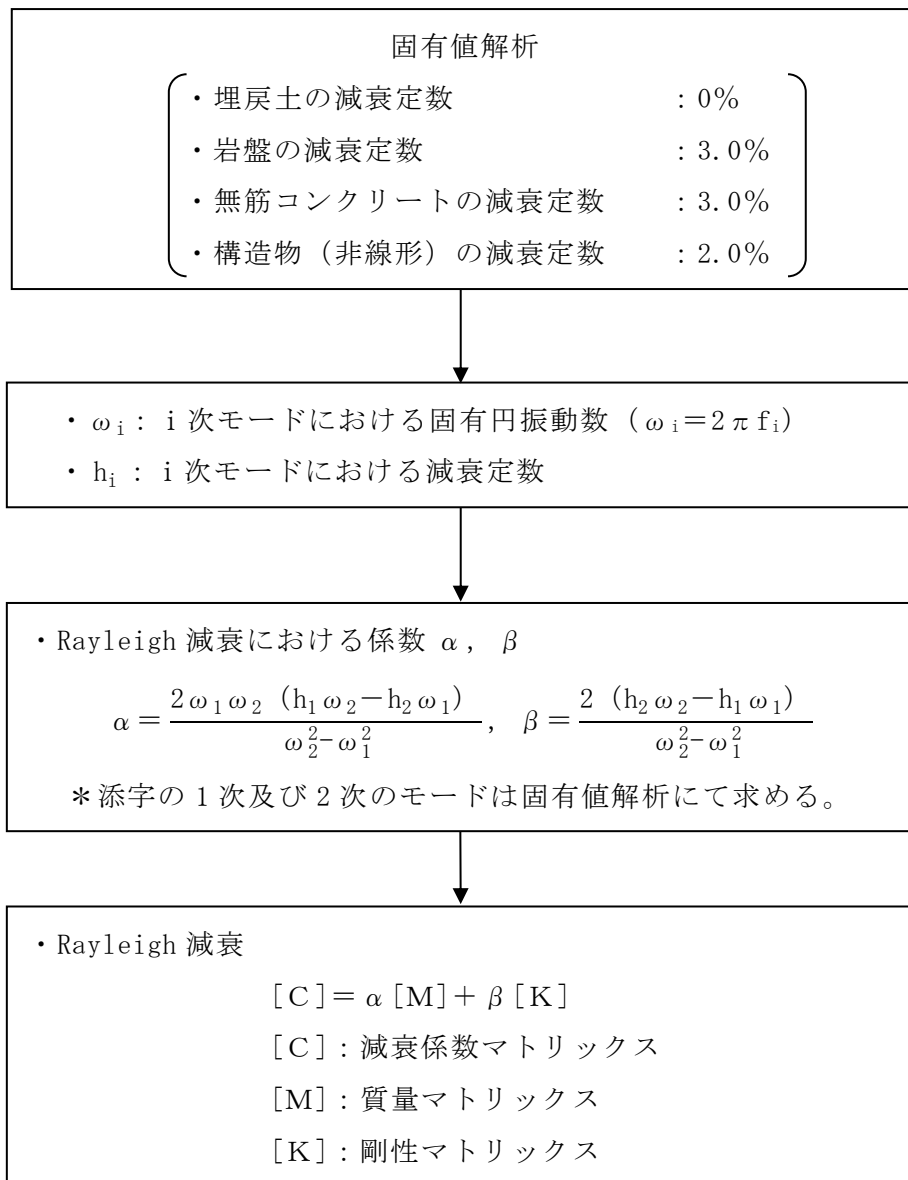 固有値解析
・埋戻土の減衰定数 : 0%
・岩盤の減衰定数 : 3.0%
・無筋コンクリートの減衰定数 : 3.0%
・構造物（非線形）の減衰定数 : 2.0%
・ω_i : i次モードにおける固有円振動数（ω_i＝2πf_i）
・h_i : i次モードにおける減衰定数
・Rayleigh減衰における係数 α，β
α＝2ω_1ω_2（h_1ω_2－h_2ω_1）/(ω_2^2-ω_1^2)，β＝2（h_2ω_2－h_1ω_1）/(ω_2^2-ω_1^2)
＊添字の1次及び2次のモードは固有値解析にて求める。
・Rayleigh減衰
[C]＝α[M]＋β[K]
[C]：減衰係数マトリックス
[M]：質量マトリックス
[K]：剛性マトリックス